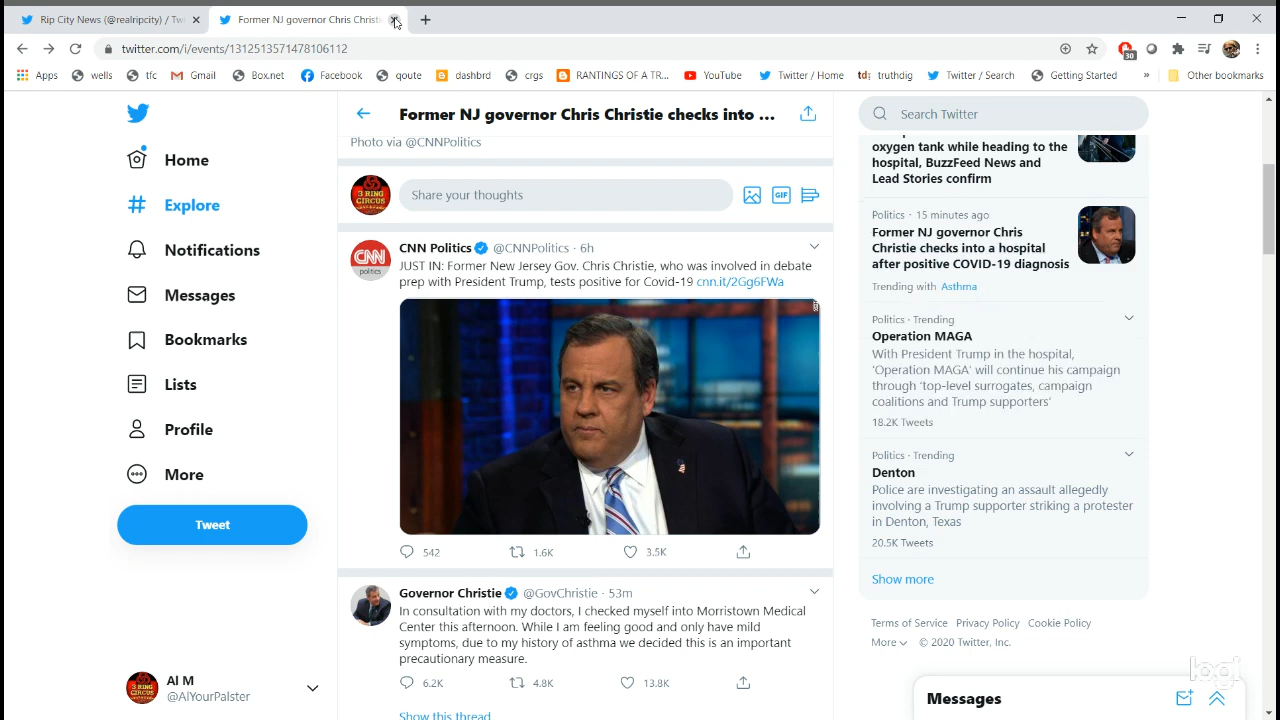 Rip City News (@realripcity) / Twi
Former NJ governor Chris Christi
twitter.com/i/events/1312513571478106112
30
Apps wells tfc Gmail Box.net Facebook qoute dashbrd crgs RANTINGS OF A TR... YouTube Twitter / Home td: truthdig Twitter / Search Getting Started » Other bookmarks
Home
Explore
Notifications
Messages
Bookmarks
Lists
Profile
More
Tweet
Al M
@AlYourPalster
Former NJ governor Chris Christie checks into ...
Photo via @CNNPolitics
3 RING
CIRCUS
Share your thoughts
GIF
CNN
politics
CNN Politics @CNNPolitics · 6h
JUST IN: Former New Jersey Gov. Chris Christie, who was involved in debate
prep with President Trump, tests positive for Covid-19 cnn.it/2Gg6FWa
542 1.6K 3.5K
Governor Christie @GovChristie · 53m
In consultation with my doctors, I checked myself into Morristown Medical
Center this afternoon. While I am feeling good and only have mild
symptoms, due to my history of asthma we decided this is an important
precautionary measure.
6.2K 4.8K 13.8K
Show this thread
Search Twitter
oxygen tank while heading to the
hospital, BuzzFeed News and
Lead Stories confirm
Politics · 15 minutes ago
Former NJ governor Chris
Christie checks into a hospital
after positive COVID-19 diagnosis
Trending with Asthma
Politics · Trending
Operation MAGA
With President Trump in the hospital,
'Operation MAGA' will continue his campaign
through 'top-level surrogates, campaign
coalitions and Trump supporters'
18.2K Tweets
Politics · Trending
Denton
Police are investigating an assault allegedly
involving a Trump supporter striking a protester
in Denton, Texas
20.5K Tweets
Show more
Terms of Service Privacy Policy Cookie Policy
More © 2020 Twitter, Inc.
logi
Messages